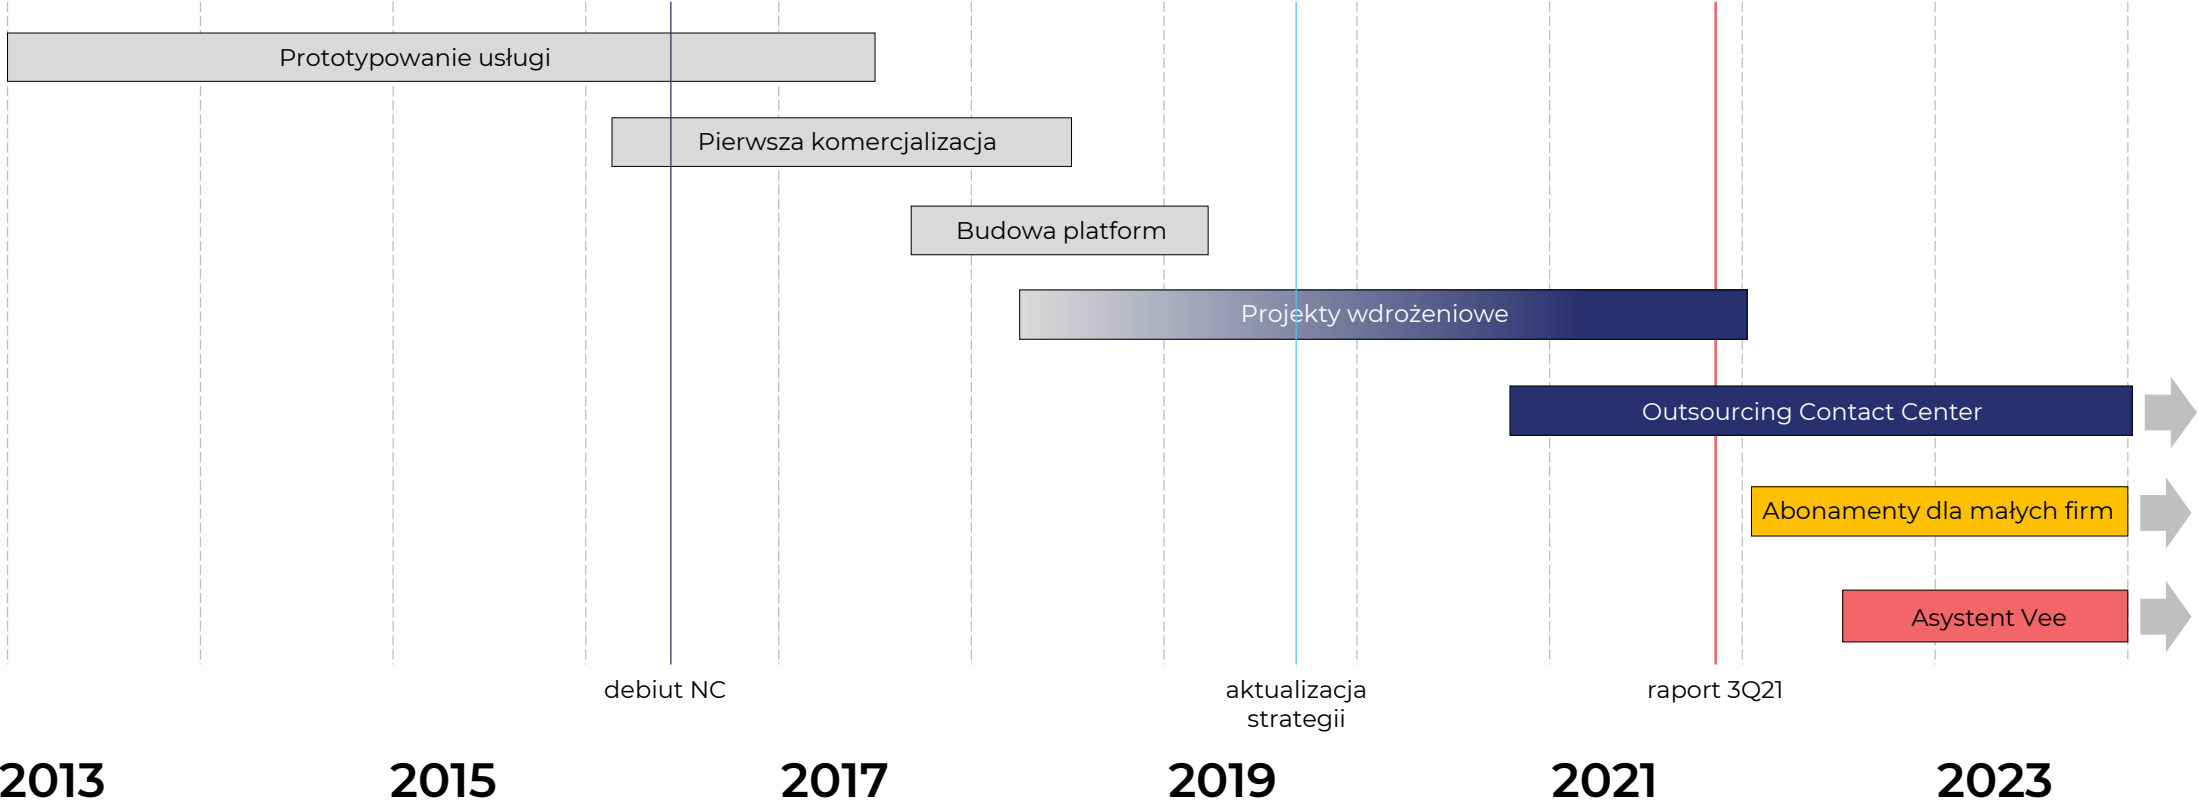 Prototypowanie usługi
Pierwsza komercjalizacja
Budowa platform
Projekty wdrożeniowe
Outsourcing Contact Center
Abonamenty dla małych firm
Asystent Vee
debiut NC
aktualizacja
strategii
raport 3Q21
2013
2015
2017
2019
2021
2023